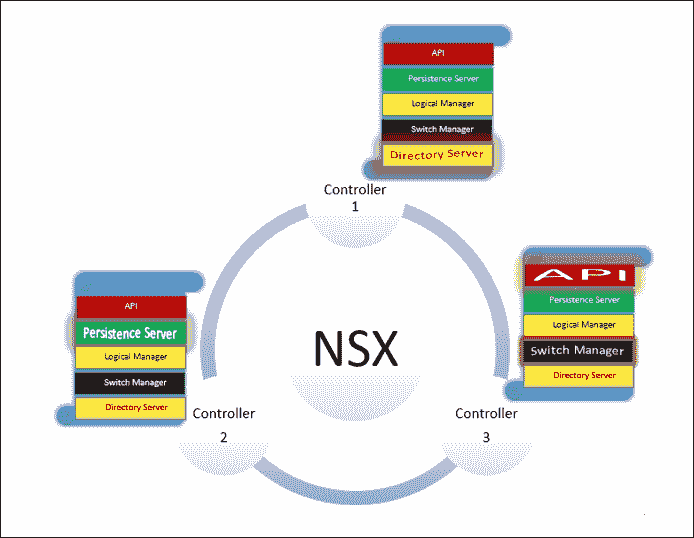 API
Persistence Server
Logical Manager
Switch Manager
Directory Server
Controller
1
API
Persistence Server
Logical Manager
Switch Manager
Directory Server
Controller
2
NSX
API
Persistence Server
Logical Manager
Switch Manager
Directory Server
Controller
3